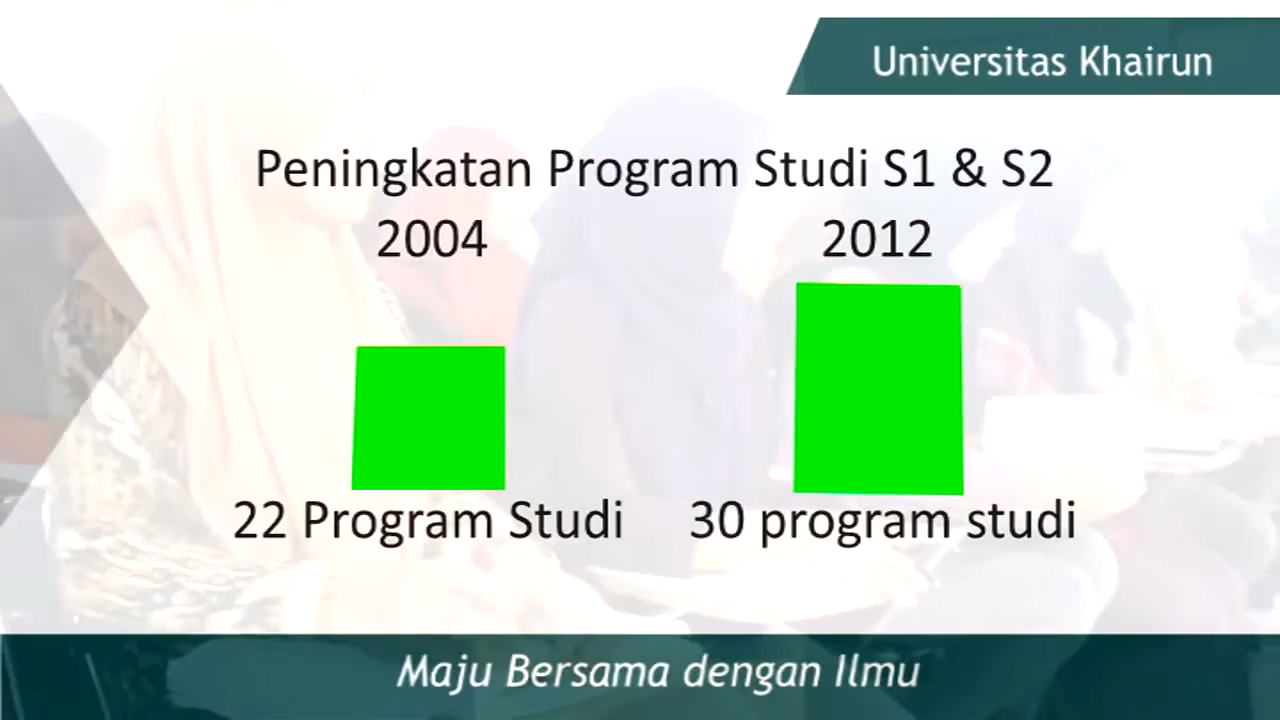 Universitas Khairun
Peningkatan Program Studi S1 & S2
2004 2012
22 Program Studi 30 program studi
Maju Bersama dengan Ilmu